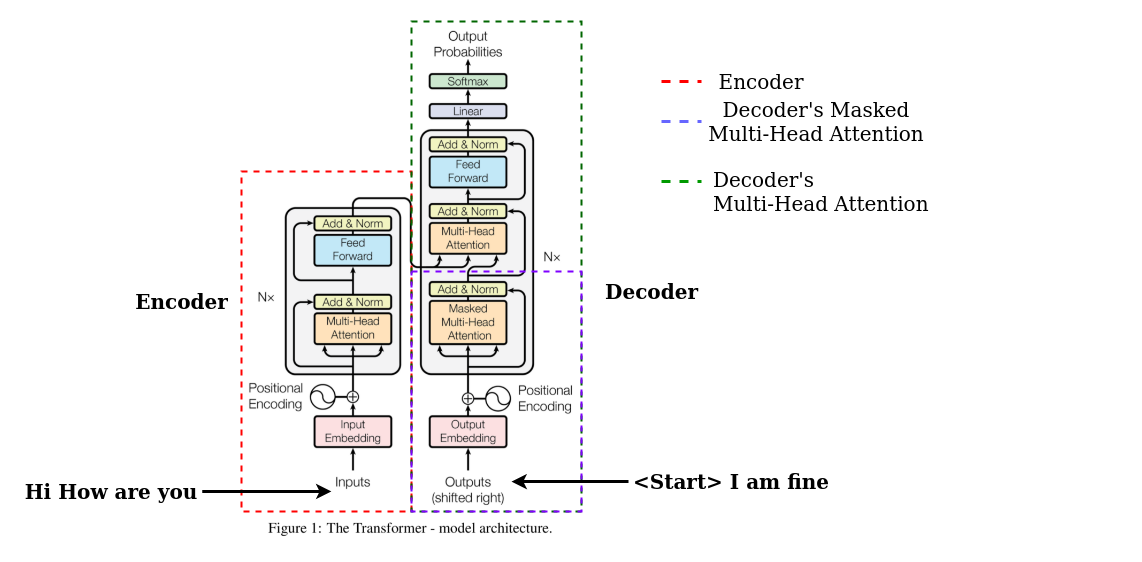 Output
Probabilities
Softmax
Linear
Add & Norm
Feed
Forward
Add & Norm
Multi-Head
Attention
N×
Add & Norm
Masked
Multi-Head
Attention
Positional
Encoding
Output
Embedding
Outputs
(shifted right)
Add & Norm
Feed
Forward
N×
Add & Norm
Multi-Head
Attention
Positional
Encoding
Input
Embedding
Inputs
Encoder
Decoder
Hi How are you
<Start> I am fine
Encoder
Decoder's Masked
Multi-Head Attention
Decoder's
Multi-Head Attention
Figure 1: The Transformer - model architecture.